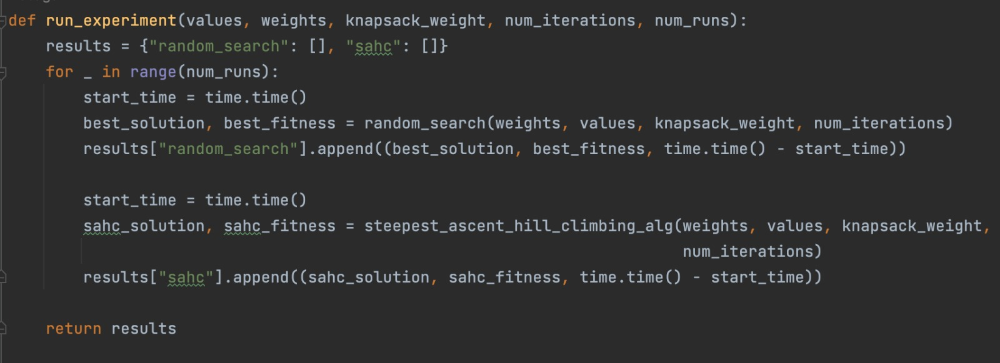 def run_experiment(values, weights, knapsack_weight, num_iterations, num_runs):
    results = {"random_search": [], "sahc": []}
    for _ in range(num_runs):
        start_time = time.time()
        best_solution, best_fitness = random_search(weights, values, knapsack_weight, num_iterations)
        results["random_search"].append((best_solution, best_fitness, time.time() - start_time))

        start_time = time.time()
        sahc_solution, sahc_fitness = steepest_ascent_hill_climbing_alg(weights, values, knapsack_weight,
                                                                        num_iterations)
        results["sahc"].append((sahc_solution, sahc_fitness, time.time() - start_time))

    return results